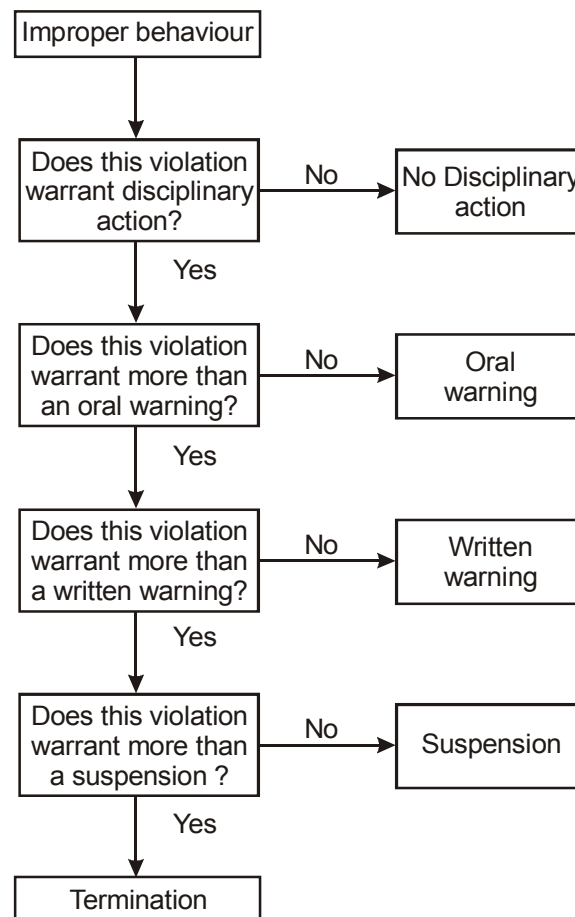 Improper behaviour
Does this violation
warrant disciplinary
action?
No
No Disciplinary
action
Yes
Does this violation
warrant more than
an oral warning?
No
Oral
warning
Yes
Does this violation
warrant more than
a written warning?
No
Written
warning
Yes
Does this violation
warrant more than
a suspension ?
No
Suspension
Yes
Termination